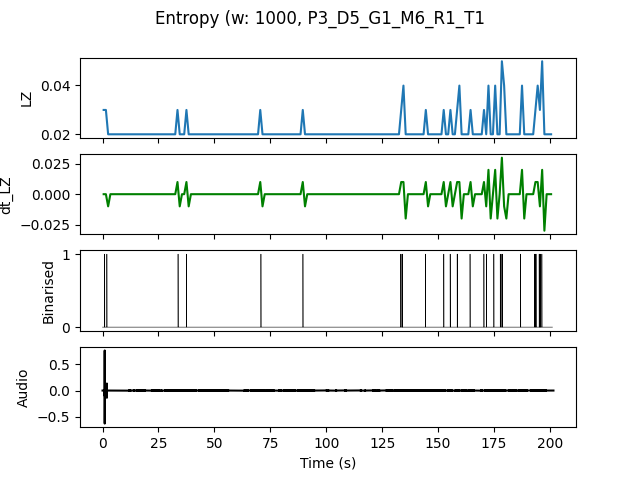 Entropy (w: 1000, P3_D5_G1_M6_R1_T1
LZ
0.04
0.02
dt_LZ
0.025
0.000
−0.025
Binarised
1
0
Audio
0.5
0.0
−0.5
0 25 50 75 100 125 150 175 200
Time (s)